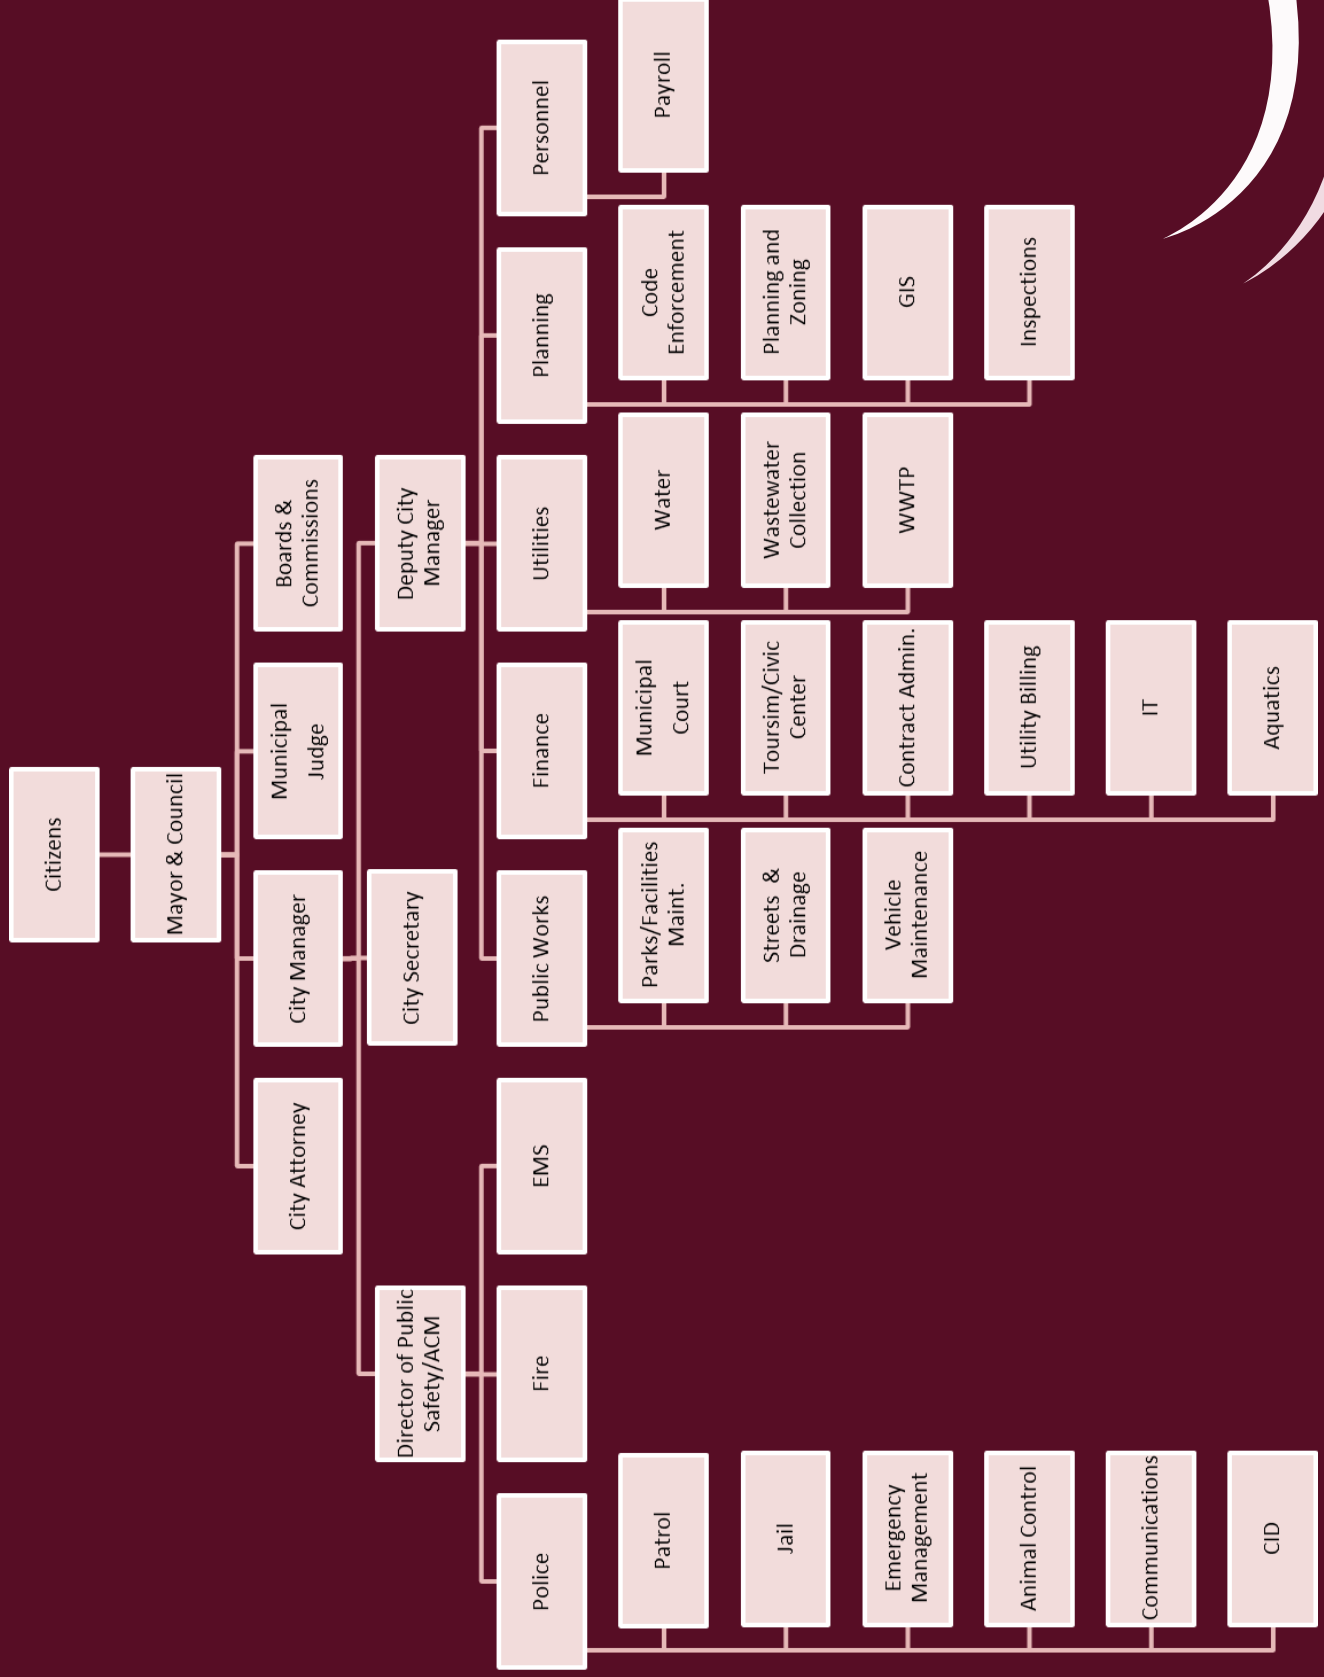 Citizens
Mayor & Council
City Attorney
City Manager
Municipal
Judge
Boards &
Commissions
Director of Public
Safety/ACM
City Secretary
Deputy City
Manager
Police
Fire
EMS
Public Works
Finance
Utilities
Planning
Personnel
Patrol
Jail
Emergency
Management
Animal Control
Communications
CID
Parks/Facilities
Maint.
Streets & 
Drainage
Vehicle
Maintenance
Municipal
Court
Toursim/Civic
Center
Contract Admin.
Utility Billing
IT
Aquatics
Water
Wastewater
Collection
WWTP
Code
Enforcement
Planning and
Zoning
GIS
Inspections
Payroll